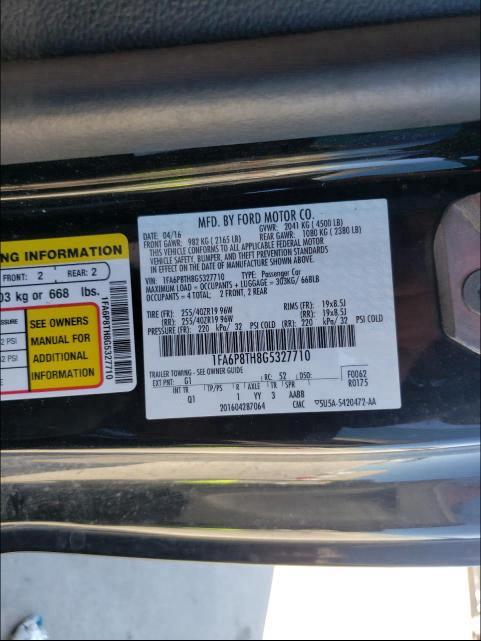 MFD. BY FORD MOTOR CO.
DATE: 04/16 GVWR: 2041 KG ( 4500 LB)
FRONT GAWR: 982 KG ( 2165 LB) REAR GAWR: 1080 KG ( 2380 LB)
THIS VEHICLE CONFORMS TO ALL APPLICABLE FEDERAL MOTOR
VEHICLE SAFETY, BUMPER, AND THEFT PREVENTION STANDARDS
IN EFFECT ON THE DATE OF MANUFACTURE SHOWN ABOVE.
VIN: 1FA6P8TH8G5327710 TYPE: Passenger Car
MAXIMUM LOAD = OCCUPANTS + LUGGAGE = 303KG/ 668LB
OCCUPANTS = 4 TOTAL: 2 FRONT, 2 REAR
TIRE (FR): 255/40ZR19 96W RIMS (FR): 19x8.5J
(RR): 255/40ZR19 96W (RR): 19x8.5J
PRESSURE (FR): 220 kPa/ 32 PSI COLD (RR): 220 kPa/ 32 PSI COLD
1FA6P8TH8G5327710
TRAILER TOWING - SEE OWNER GUIDE
EXT PNT: G1 RC: 52 DSO: F0062
INT TR TP R AXLE TR SPR R0175
Q1 1 YY 3 AABB
201604287064 CMC 5U5A-5420472-AA
NG INFORMATION
FRONT: 2 REAR: 2
03 kg or 668 lbs.
SSURE
PSI
PSI
SEE OWNERS
MANUAL FOR
ADDITIONAL
INFORMATION